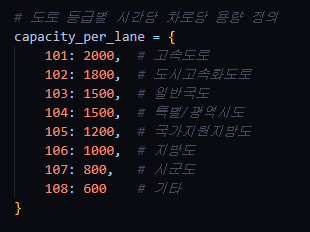 # 도로 등급별 시간당 차로당 용량 정의
capacity_per_lane = {
    101: 2000,  # 고속도로
    102: 1800,  # 도시고속화도로
    103: 1500,  # 일반국도
    104: 1500,  # 특별/광역시도
    105: 1200,  # 국가지원지방도
    106: 1000,  # 지방도
    107: 800,   # 시군도
    108: 600    # 기타
}